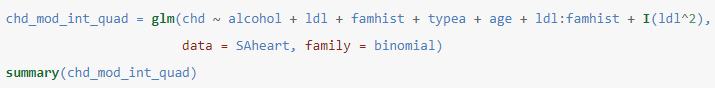 chd_mod_int_quad = glm(chd ~ alcohol + ldl + famhist + typea + age + ldl:famhist + I(ldl^2),
data = SAheart, family = binomial)
summary(chd_mod_int_quad)